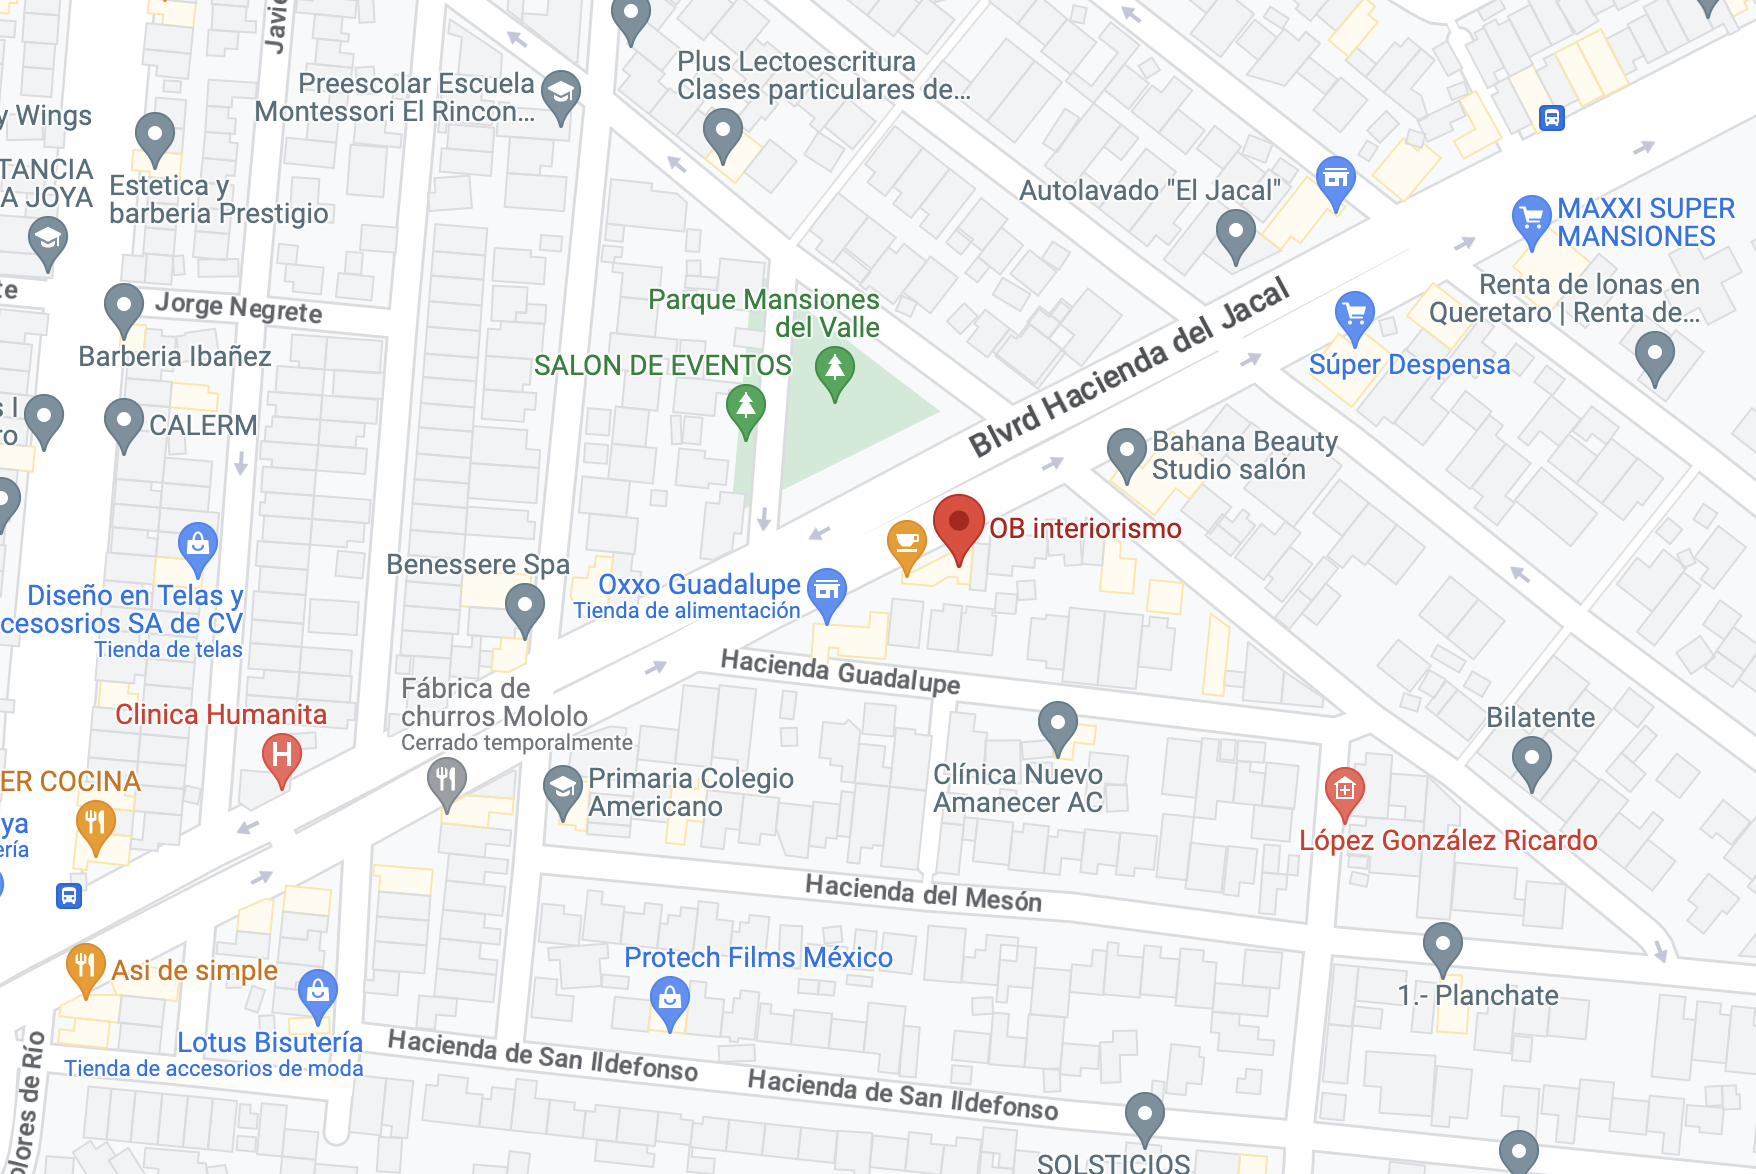 Javie
Preescolar Escuela
Montessori El Rincon...
Plus Lectoescritura
Clases particulares de...
y Wings
TANCIA
A JOYA
Estetica y
barberia Prestigio
Autolavado "El Jacal"
MAXXI SUPER
MANSIONES
te
Jorge Negrete
Parque Mansiones
del Valle
Renta de lonas en
Queretaro | Renta de...
Barberia Ibañez
SALON DE EVENTOS
Blvrd Hacienda del Jacal
Súper Despensa
s I
ro
CALERM
Bahana Beauty
Studio salón
OB interiorismo
Benessere Spa
Oxxo Guadalupe
Tienda de alimentación
Diseño en Telas y
cesosrios SA de CV
Tienda de telas
Hacienda Guadalupe
Fábrica de
churros Mololo
Cerrado temporalmente
Clinica Humanita
H
Bilatente
ER COCINA
Primaria Colegio
Americano
Clínica Nuevo
Amanecer AC
ya
ería
López González Ricardo
Hacienda del Mesón
Protech Films México
Asi de simple
1.- Planchate
Lotus Bisutería
Tienda de accesorios de moda
Hacienda de San Ildefonso
Hacienda de San Ildefonso
olores de Río
SOLSTICIOS